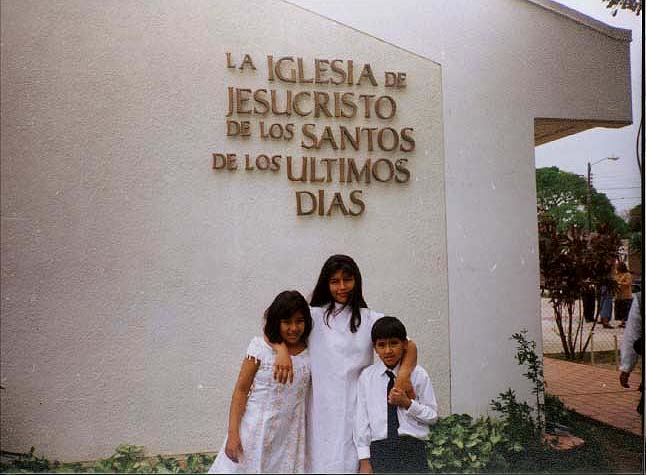 LA IGLESIA DE
JESUCRISTO
DE LOS SANTOS
DE LOS ULTIMOS
DIAS